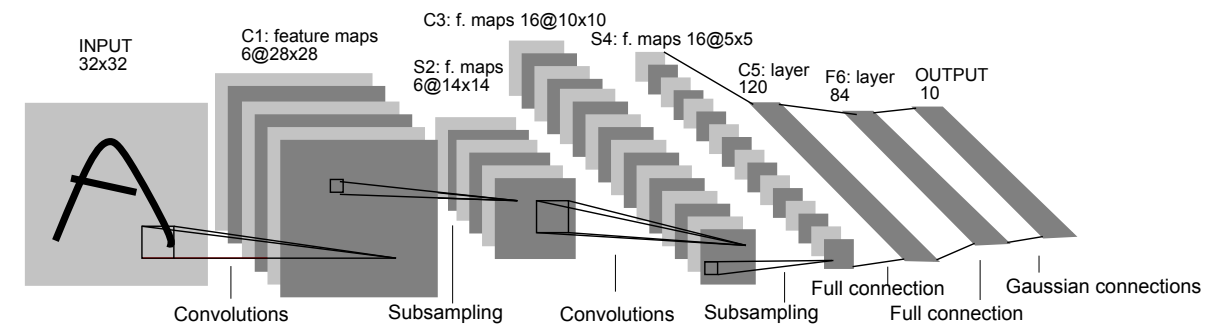 INPUT
32x32
C1: feature maps
6@28x28
S2: f. maps
6@14x14
C3: f. maps 16@10x10
S4: f. maps 16@5x5
C5: layer
120
F6: layer
84
OUTPUT
10
Convolutions
Subsampling
Convolutions
Subsampling
Full connection
Full connection
Gaussian connections
A